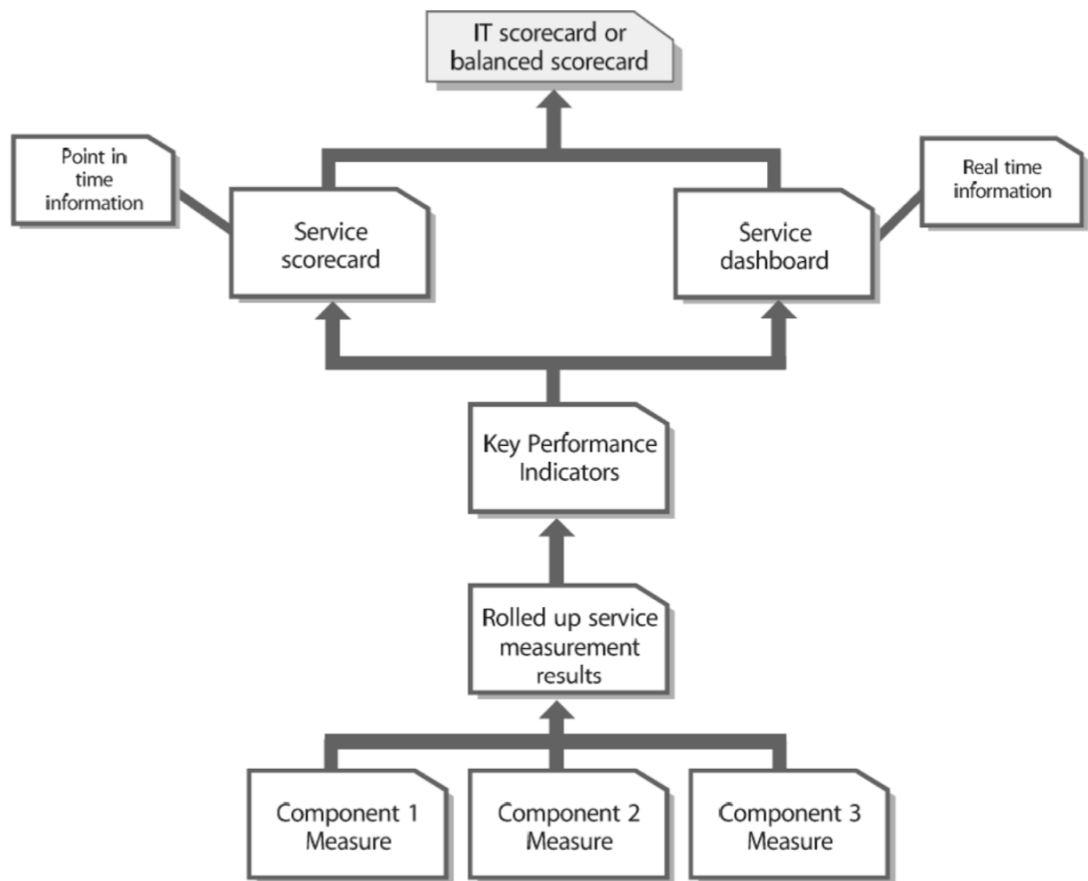 IT scorecard or
balanced scorecard
Point in
time
information
Real time
information
Service
scorecard
Service
dashboard
Key Performance
Indicators
Rolled up service
measurement
results
Component 1
Measure
Component 2
Measure
Component 3
Measure